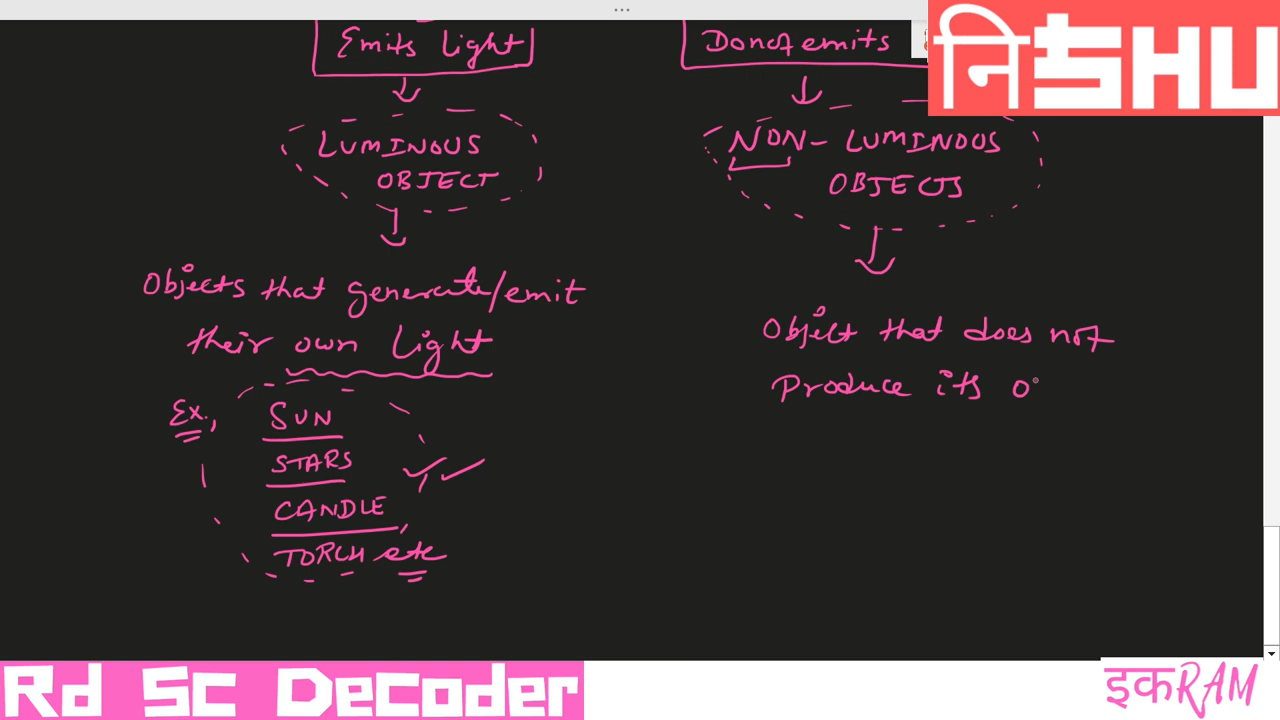 Emits light
LUMINOUS
OBJECT
Objects that generate/emit
their own light
Ex., SUN
STARS
CANDLE,
TORCH etc
Donot emits
NON-LUMINOUS
OBJECTS
Object that does not
Produce its o
निSHU
Rd Sc Decoder
इकRAM